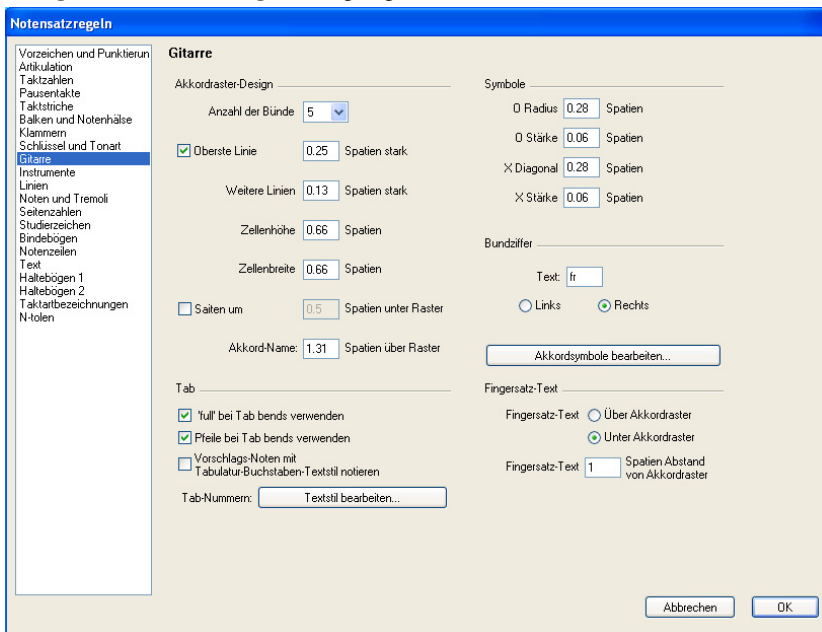 Notensatzregeln
Vorzeichen und Punktierun
Artikulation
Taktzahlen
Pausentakte
Taktstriche
Balken und Notenhälse
Klammern
Schlüssel und Tonart
Gitarre
Instrumente
Linien
Noten und Tremoli
Seitenzahlen
Studierzeichen
Bindebögen
Notenzeilen
Text
Haltebögen 1
Haltebögen 2
Taktartbezeichnungen
N-tolen
Gitarre
Akkordraster-Design
Anzahl der Bünde 5
Oberste Linie 0.25 Spatien stark
Weitere Linien 0.13 Spatien stark
Zellenhöhe 0.66 Spatien
Zellenbreite 0.66 Spatien
Saiten um 0.5 Spatien unter Raster
Akkord-Name: 1.31 Spatien über Raster
Tab
'full' bei Tab bends verwenden
Pfeile bei Tab bends verwenden
Vorschlags-Noten mit
Tabulatur-Buchstaben-Textstil notieren
Tab-Nummern: Textstil bearbeiten...
Symbole
O Radius 0.28 Spatien
O Stärke 0.06 Spatien
X Diagonal 0.28 Spatien
X Stärke 0.06 Spatien
Bundziffer
Text: fr
Links Rechts
Akkordsymbole bearbeiten...
Fingersatz-Text
Fingersatz-Text Über Akkordraster
Unter Akkordraster
Fingersatz-Text 1 Spatien Abstand
von Akkordraster
Abbrechen OK